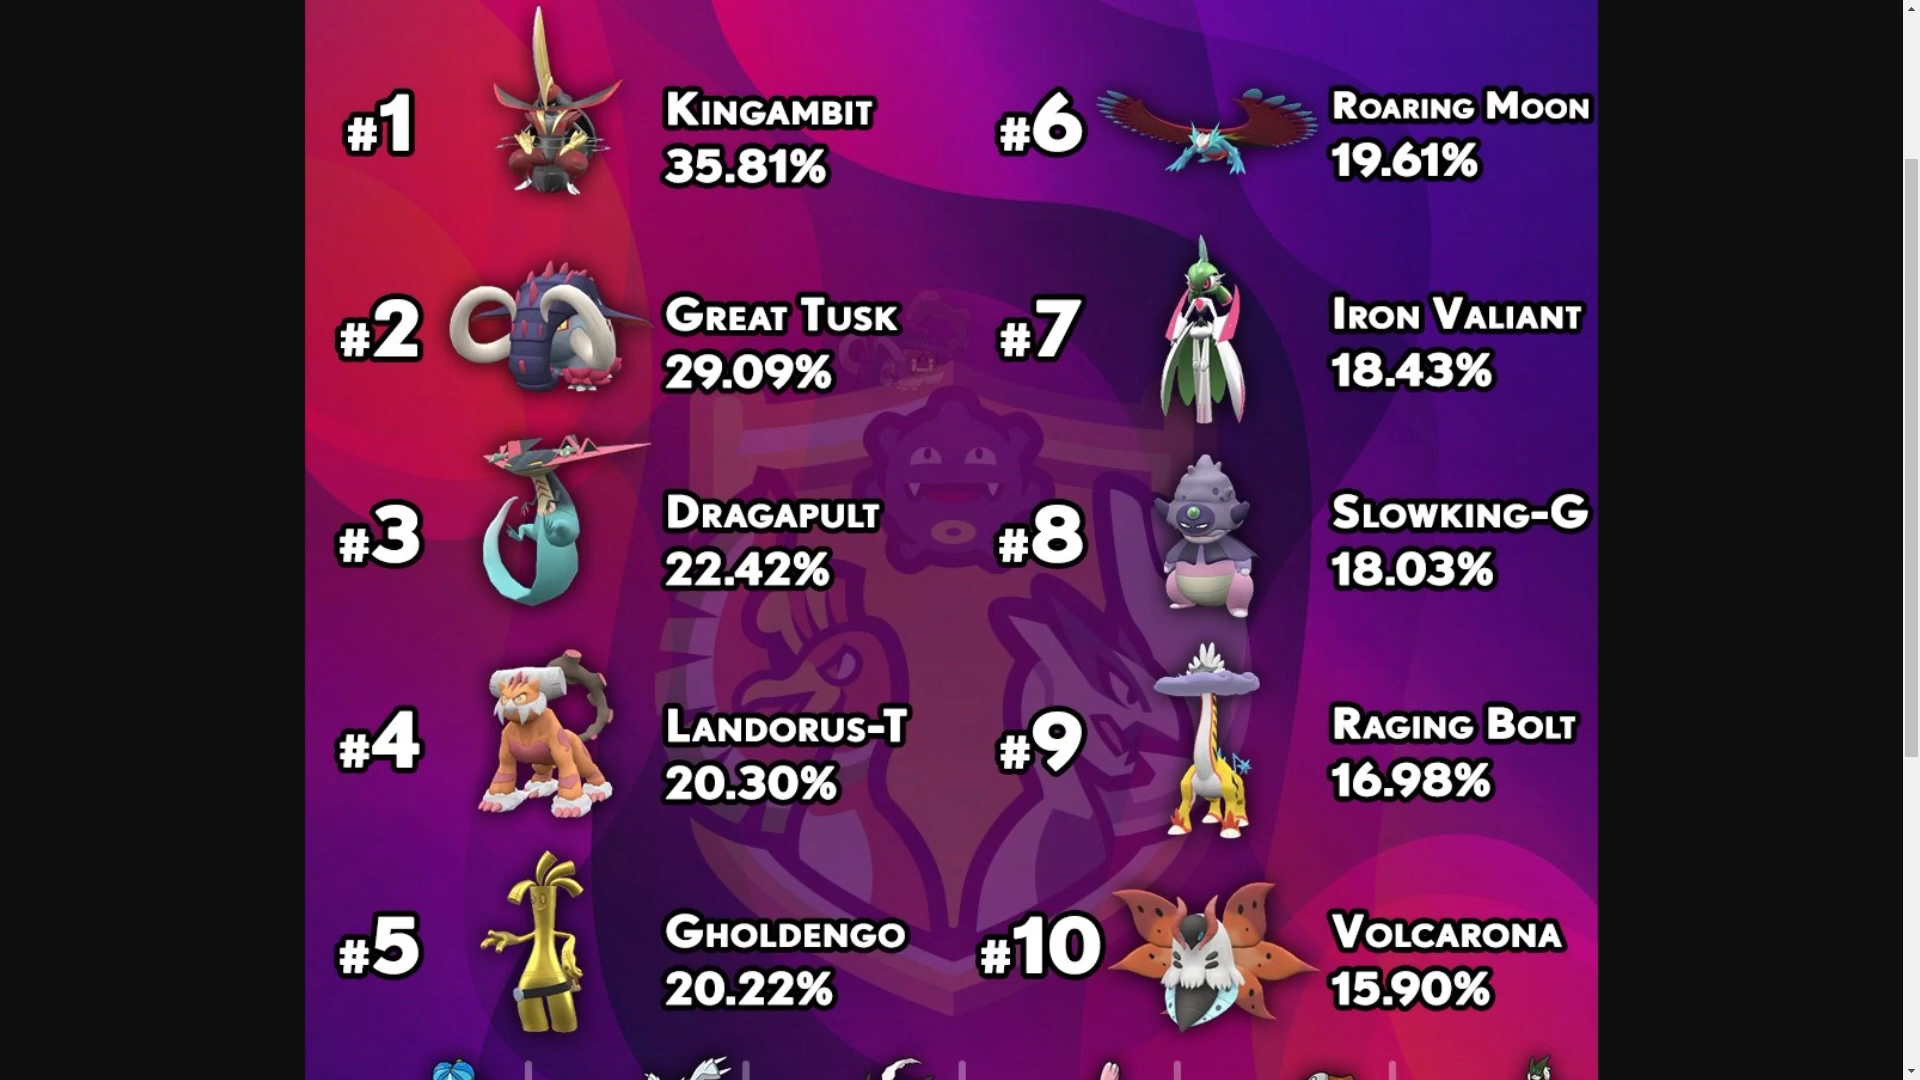 #1
KINGAMBIT
35.81%
#2
GREAT TUSK
29.09%
#3
DRAGAPULT
22.42%
#4
LANDORUS-T
20.30%
#5
GHOLDENGO
20.22%
#6
ROARING MOON
19.61%
#7
IRON VALIANT
18.43%
#8
SLOWKING-G
18.03%
#9
RAGING BOLT
16.98%
#10
VOLCARONA
15.90%